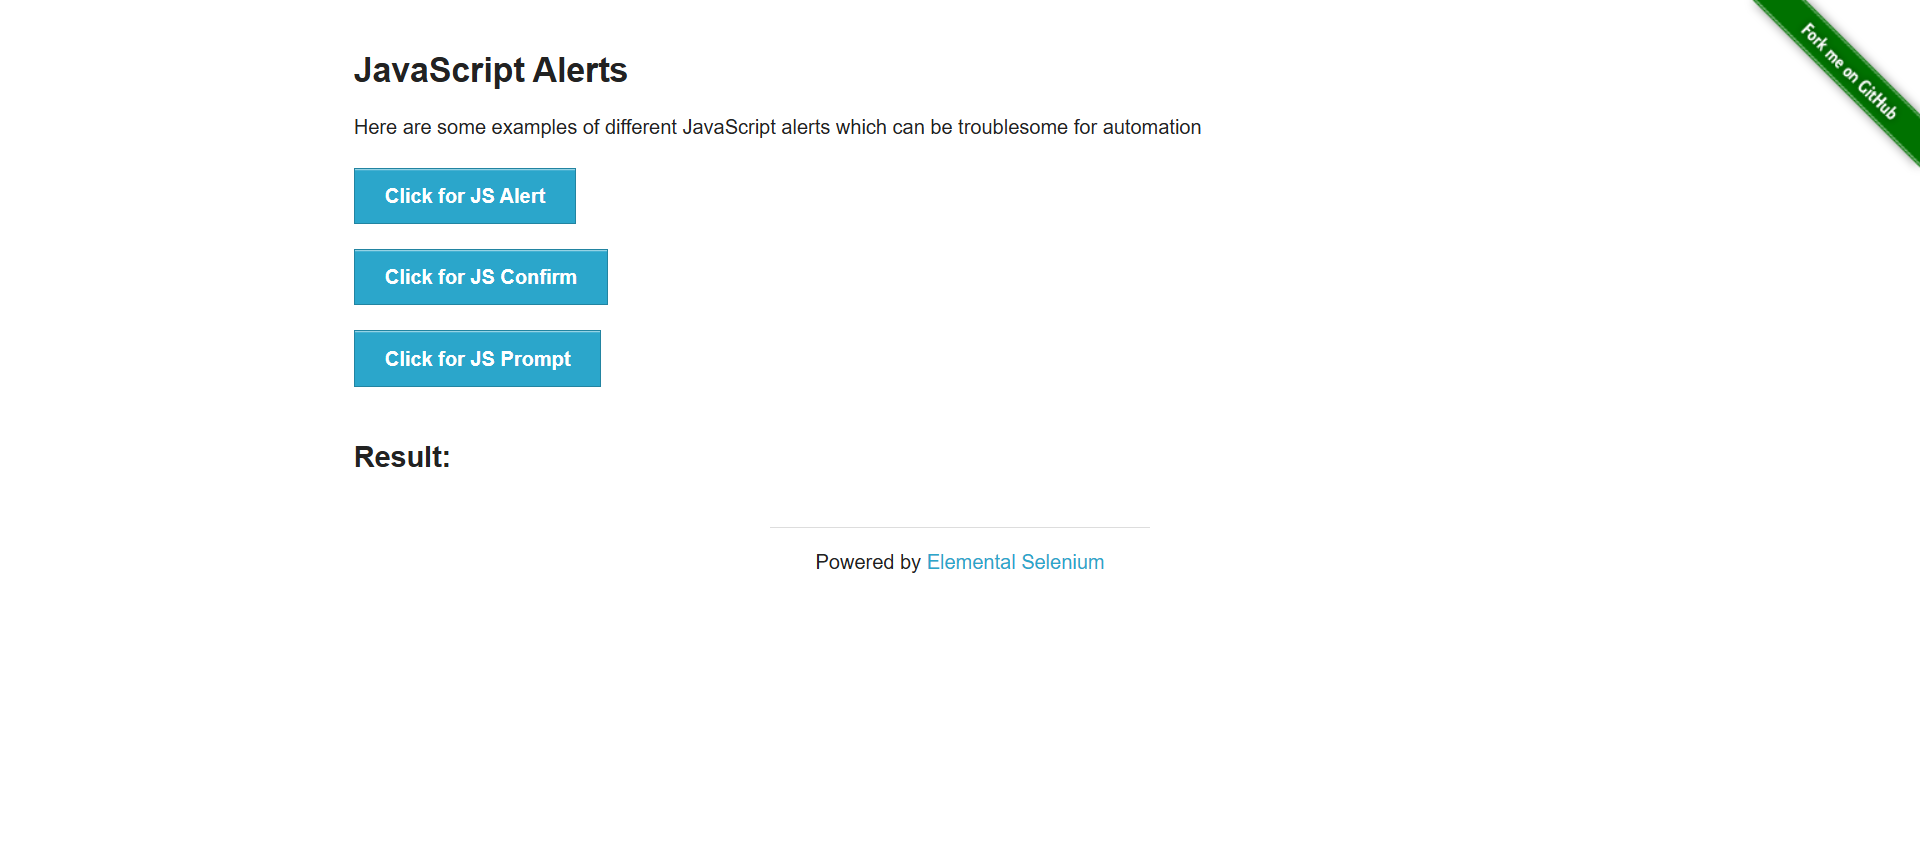 Fork me on GitHub
JavaScript Alerts
Here are some examples of different JavaScript alerts which can be troublesome for automation
Click for JS Alert
Click for JS Confirm
Click for JS Prompt
Result:
Powered by Elemental Selenium